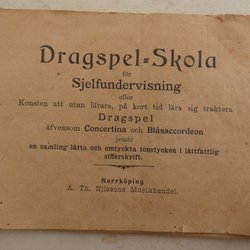 Dragspel-Skola
för
Sjelfundervisning
eller
Konsten att utan lärare, på kort tid lära sig traktera
Dragspel
äfvensom Concertina och Blåsaccordeon
jemte
en samling lätta och omtyckta tonstycken i lättfattlig
sifferskrift.
Norrköping
A. Th. Nilssons Musikhandel.